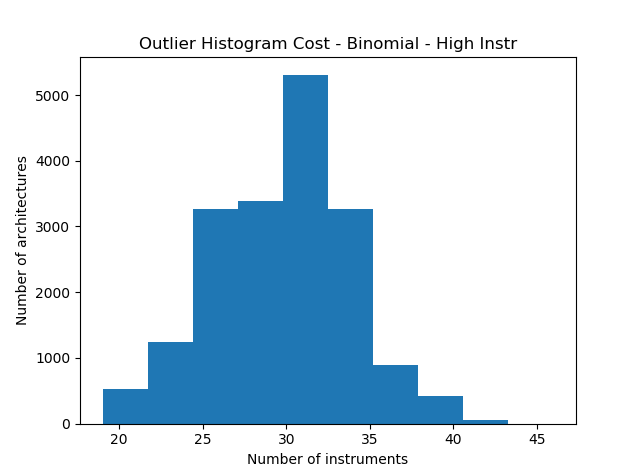 Outlier Histogram Cost - Binomial - High Instr
Number of architectures
5000
4000
3000
2000
1000
0
20 25 30 35 40 45
Number of instruments